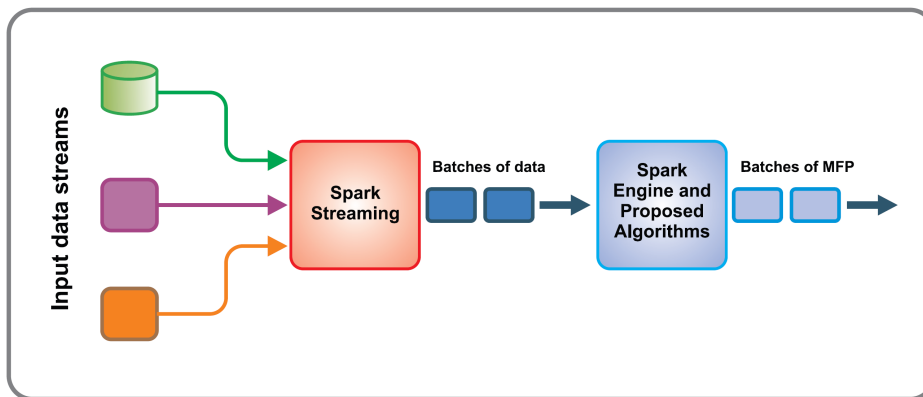 Input data streams
Spark
Streaming
Batches of data
Spark
Engine and
Proposed
Algorithms
Batches of MFP